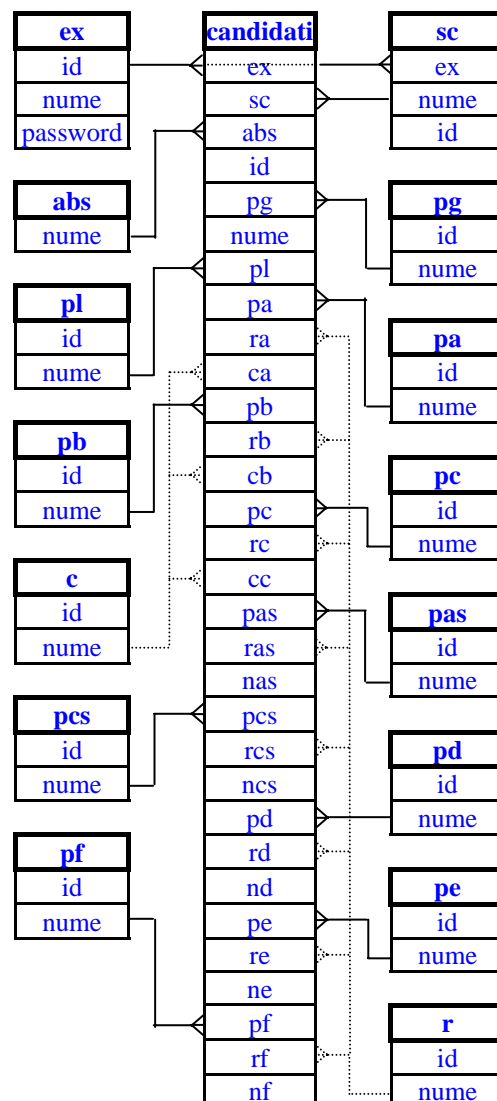 ex
id
nume
password
abs
nume
pl
id
nume
pb
id
nume
c
id
nume
pcs
id
nume
pf
id
nume
candidati
ex
sc
abs
id
pg
nume
pl
pa
ra
ca
pb
rb
cb
pc
rc
cc
pas
ras
nas
pcs
rcs
ncs
pd
rd
nd
pe
re
ne
pf
rf
nf
sc
ex
nume
id
pg
id
nume
pa
id
nume
pc
id
nume
pas
id
nume
pd
id
nume
pe
id
nume
r
id
nume